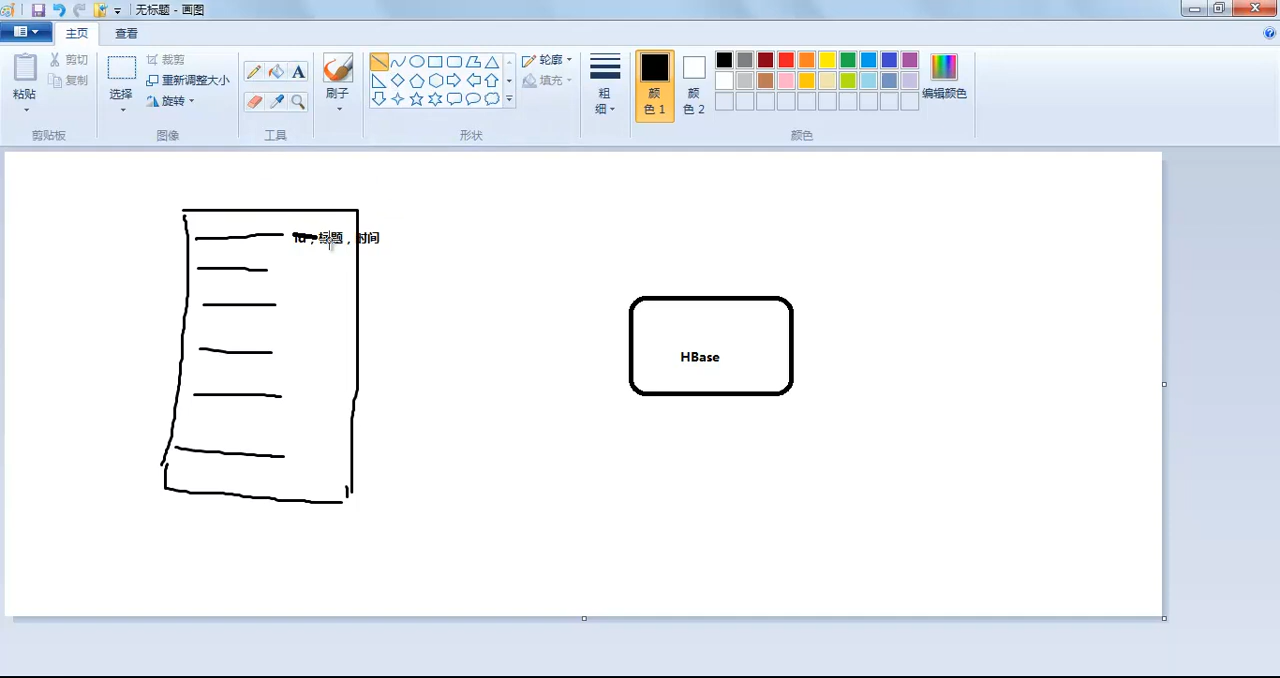 无标题 - 画图
主页
查看
粘贴
剪切
复制
剪贴板
选择
裁剪
重新调整大小
旋转
图像
A
工具
刷子
轮廓
填充
形状
粗
细
颜
色 1
颜
色 2
编辑颜色
颜色
id，标题，时间
HBase